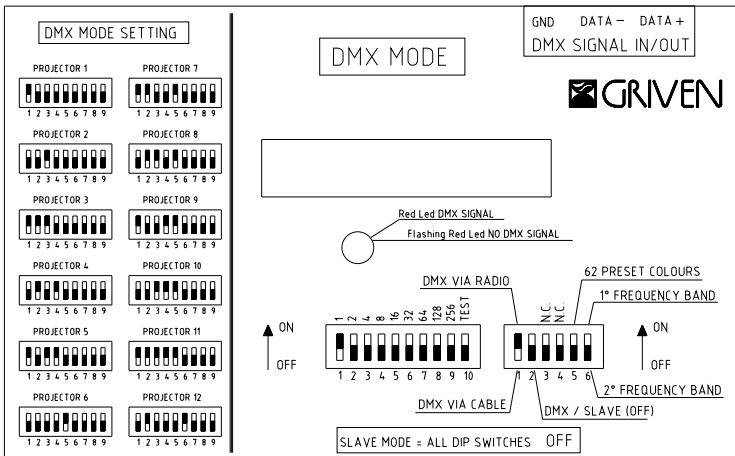 DMX MODE SETTING
PROJECTOR 1
1 2 3 4 5 6 7 8 9
PROJECTOR 7
1 2 3 4 5 6 7 8 9
PROJECTOR 2
1 2 3 4 5 6 7 8 9
PROJECTOR 8
1 2 3 4 5 6 7 8 9
PROJECTOR 3
1 2 3 4 5 6 7 8 9
PROJECTOR 9
1 2 3 4 5 6 7 8 9
PROJECTOR 4
1 2 3 4 5 6 7 8 9
PROJECTOR 10
1 2 3 4 5 6 7 8 9
PROJECTOR 5
1 2 3 4 5 6 7 8 9
PROJECTOR 11
1 2 3 4 5 6 7 8 9
PROJECTOR 6
1 2 3 4 5 6 7 8 9
PROJECTOR 12
1 2 3 4 5 6 7 8 9
DMX MODE
GND DATA- DATA+
DMX SIGNAL IN/OUT
GRIVEN
Red Led DMX SIGNAL
Flashing Red Led NO DMX SIGNAL
ON
OFF
1 2 4 8 16 32 64 128 256 TEST
1 2 3 4 5 6 7 8 9 10
DMX VIA RADIO
N.C.
N.C.
62 PRESET COLOURS
1° FREQUENCY BAND
1 2 3 4 5 6
ON
OFF
2° FREQUENCY BAND
DMX VIA CABLE
DMX / SLAVE (OFF)
SLAVE MODE = ALL DIP SWITCHES OFF